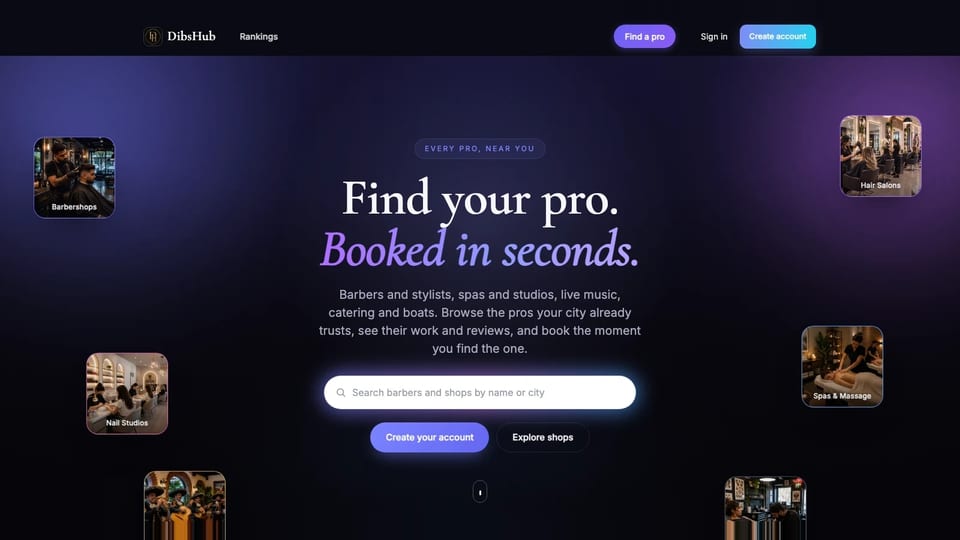 DibsHub
Rankings
Find a pro
Sign in
Create account
EVERY PRO, NEAR YOU
Find your pro.
Booked in seconds.
Barbers and stylists, spas and studios, live music,
catering and boats. Browse the pros your city already
trusts, see their work and reviews, and book the moment
you find the one.
Search barbers and shops by name or city
Create your account
Explore shops
Barbershops
Hair Salons
Nail Studios
Spas & Massage